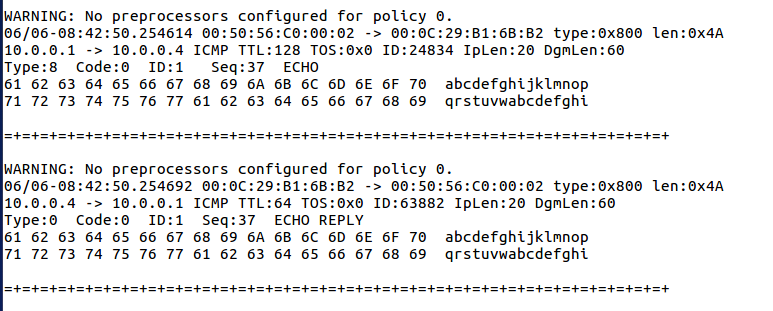 WARNING: No preprocessors configured for policy 0.
06/06-08:42:50.254614 00:50:56:C0:00:02 -> 00:0C:29:B1:6B:B2 type:0x800 len:0x4A
10.0.0.1 -> 10.0.0.4 ICMP TTL:128 TOS:0x0 ID:24834 IpLen:20 DgmLen:60
Type:8  Code:0  ID:1   Seq:37  ECHO
61 62 63 64 65 66 67 68 69 6A 6B 6C 6D 6E 6F 70  abcdefghijklmnop
71 72 73 74 75 76 77 61 62 63 64 65 66 67 68 69  qrstuvwabcdefghi
=+=+=+=+=+=+=+=+=+=+=+=+=+=+=+=+=+=+=+=+=+=+=+=+=+=+=+=+=+=+=+=+=+=+=+=+=+
WARNING: No preprocessors configured for policy 0.
06/06-08:42:50.254692 00:0C:29:B1:6B:B2 -> 00:50:56:C0:00:02 type:0x800 len:0x4A
10.0.0.4 -> 10.0.0.1 ICMP TTL:64 TOS:0x0 ID:63882 IpLen:20 DgmLen:60
Type:0  Code:0  ID:1  Seq:37  ECHO REPLY
61 62 63 64 65 66 67 68 69 6A 6B 6C 6D 6E 6F 70  abcdefghijklmnop
71 72 73 74 75 76 77 61 62 63 64 65 66 67 68 69  qrstuvwabcdefghi
=+=+=+=+=+=+=+=+=+=+=+=+=+=+=+=+=+=+=+=+=+=+=+=+=+=+=+=+=+=+=+=+=+=+=+=+=+